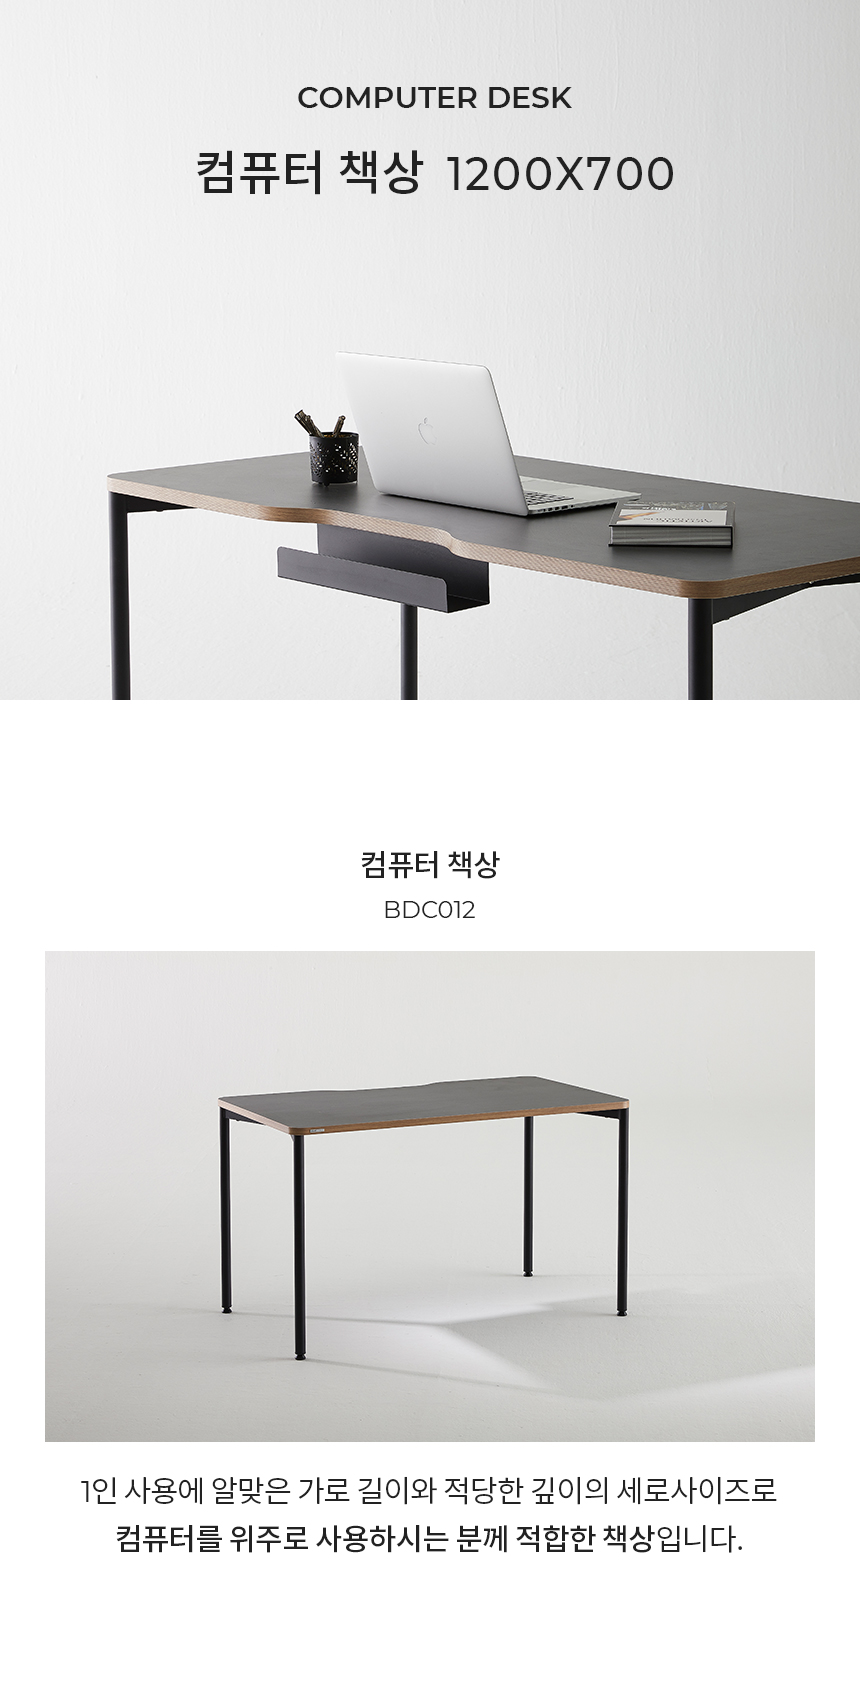 COMPUTER DESK
컴퓨터 책상 1200X700
컴퓨터 책상
BDC012
1인 사용에 알맞은 가로 길이와 적당한 깊이의 세로사이즈로
컴퓨터를 위주로 사용하시는 분께 적합한 책상입니다.